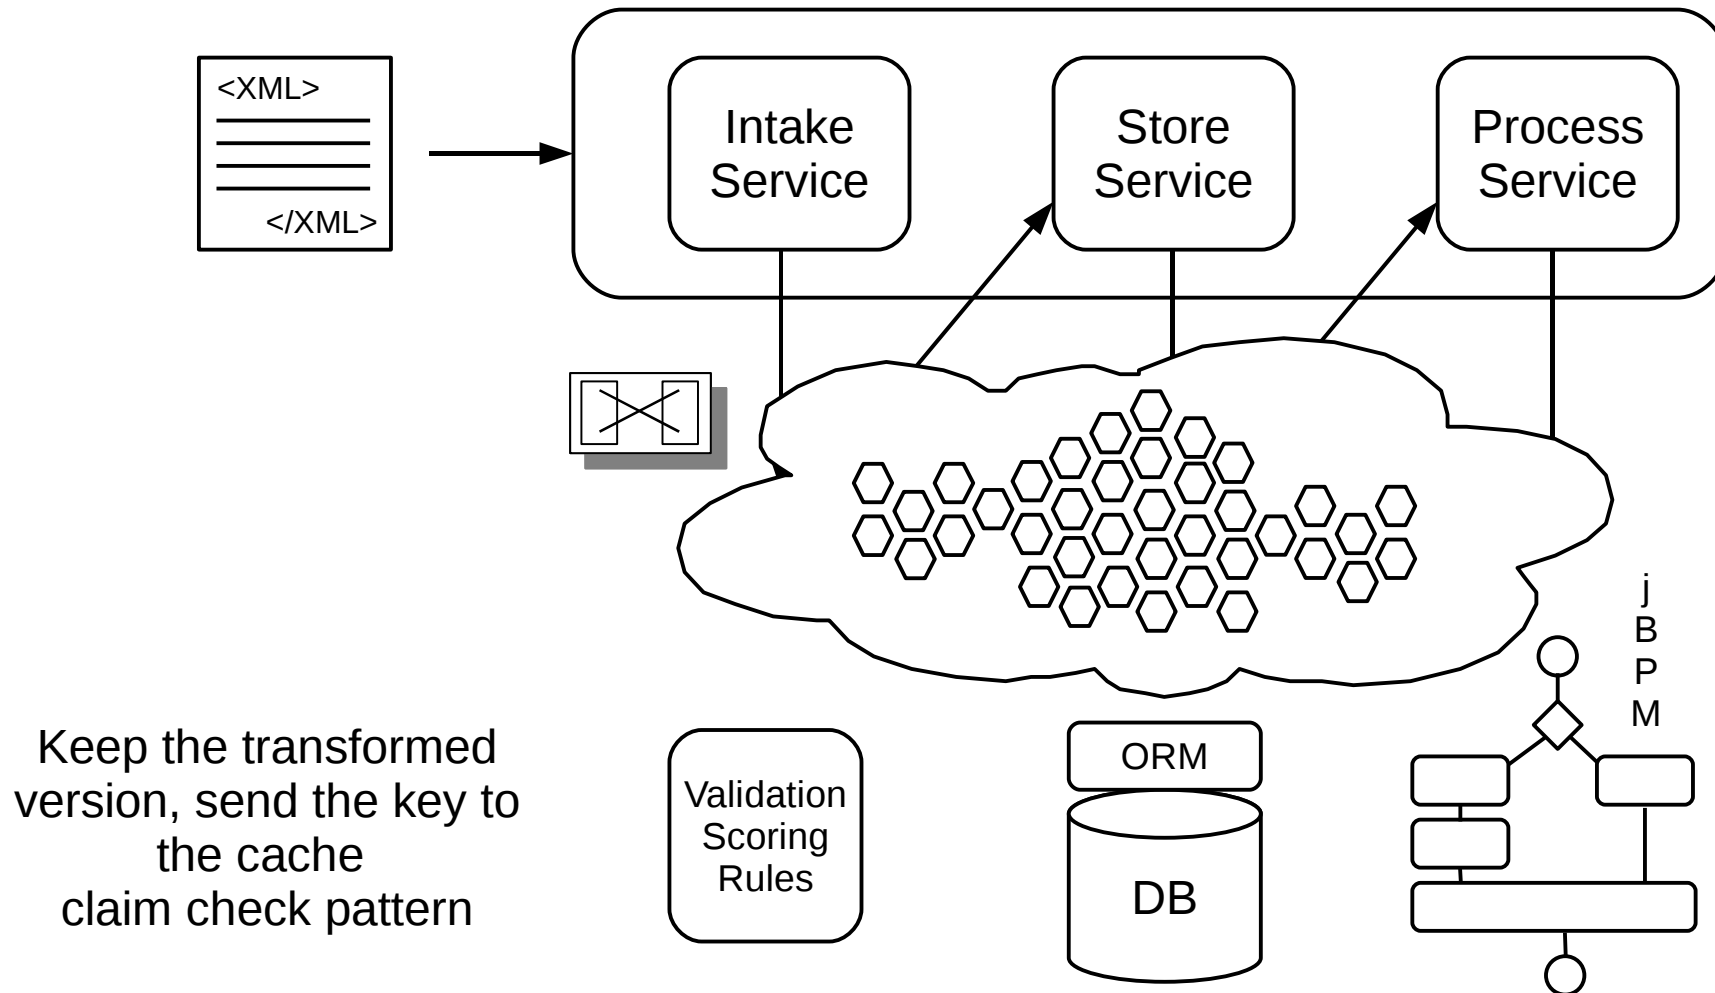 <XML>
</XML>
Intake
Service
Store
Service
Process
Service
j
B
P
M
Keep the transformed
version, send the key to
the cache
claim check pattern
Validation
Scoring
Rules
ORM
DB